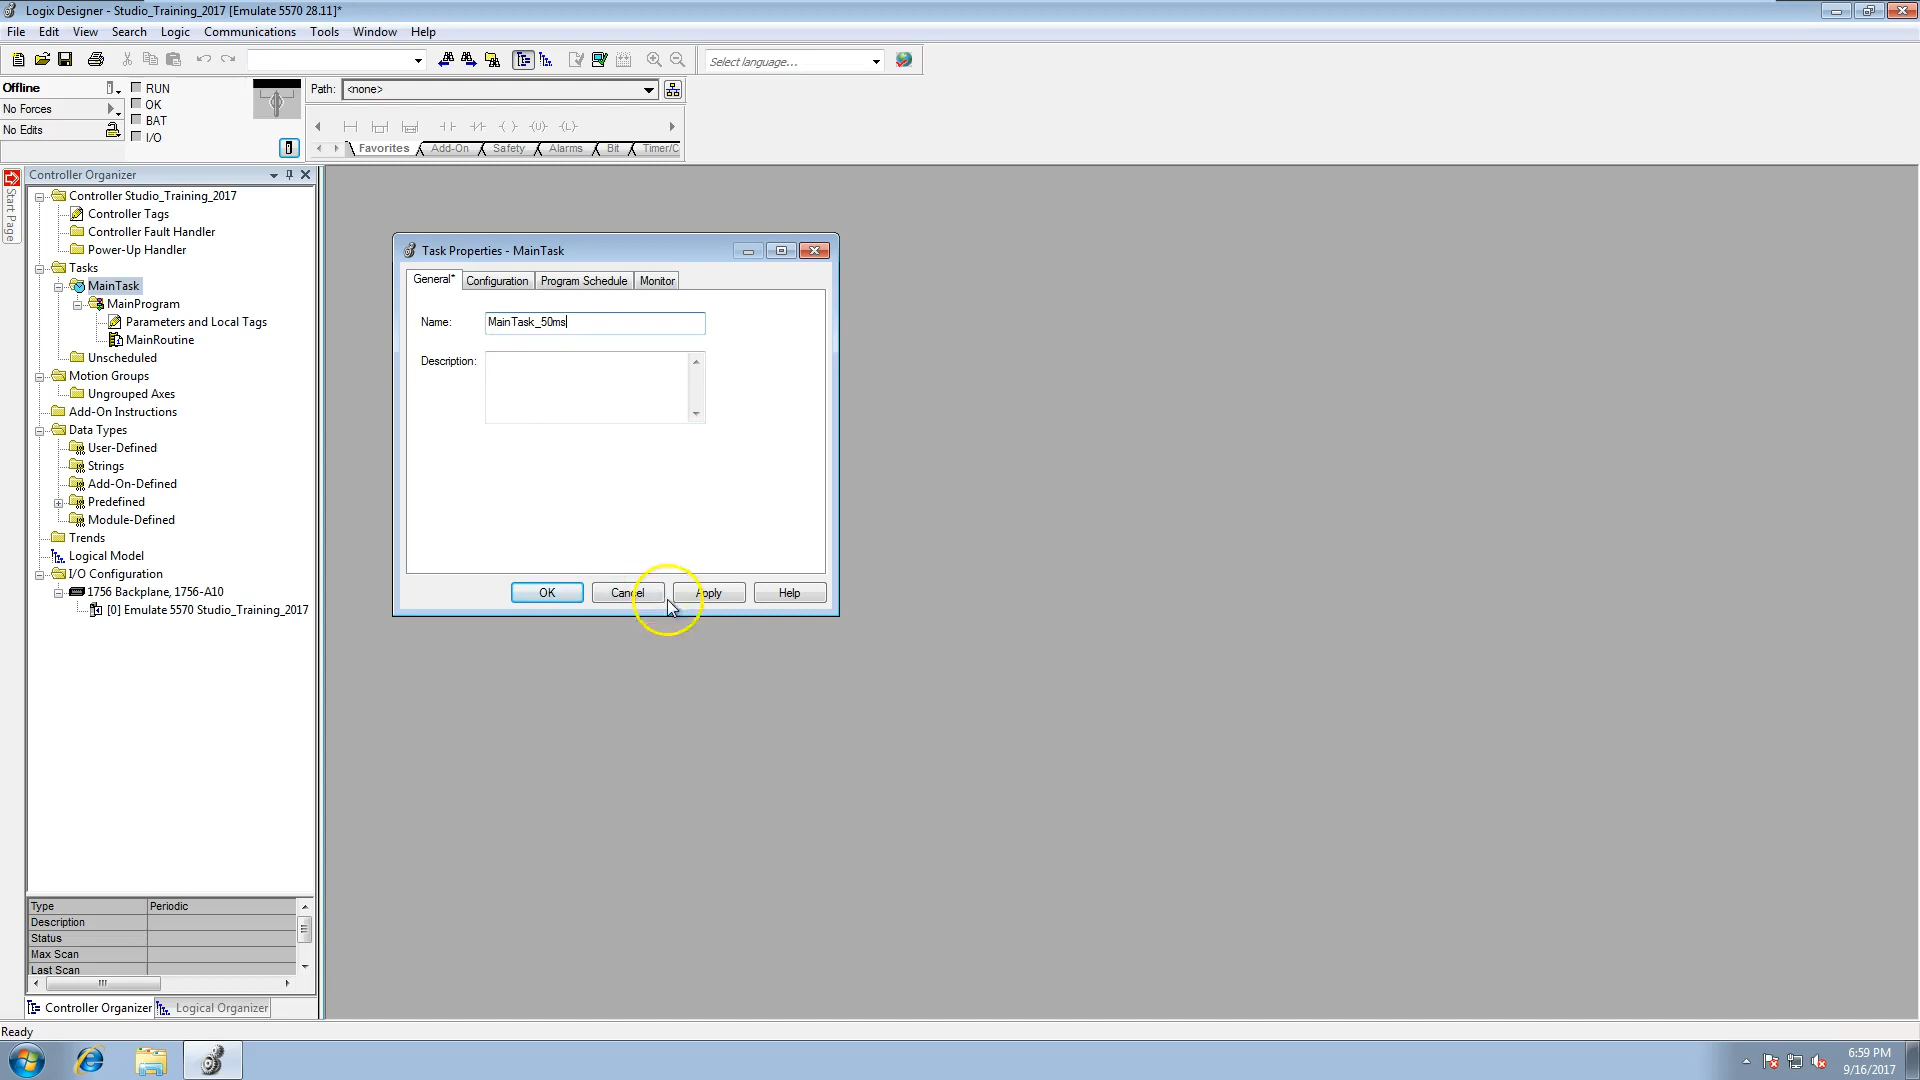 Logix Designer - Studio_Training_2017 [Emulate 5570 28.11]*
File Edit View Search Logic Communications Tools Window Help
Select language...
Offline
RUN
No Forces
OK
No Edits
BAT
I/O
Path: <none>
Favorites Add-On Safety Alarms Bit Timer/C
Start Page
Controller Organizer
Controller Studio_Training_2017
Controller Tags
Controller Fault Handler
Power-Up Handler
Tasks
MainTask
MainProgram
Parameters and Local Tags
MainRoutine
Unscheduled
Motion Groups
Ungrouped Axes
Add-On Instructions
Data Types
User-Defined
Strings
Add-On-Defined
Predefined
Module-Defined
Trends
Logical Model
I/O Configuration
1756 Backplane, 1756-A10
[0] Emulate 5570 Studio_Training_2017
Type Periodic
Description
Status
Max Scan
Last Scan
Controller Organizer Logical Organizer
Task Properties - MainTask
General* Configuration Program Schedule Monitor
Name: MainTask_50ms
Description:
OK Cancel Apply Help
Ready
6:59 PM
9/16/2017